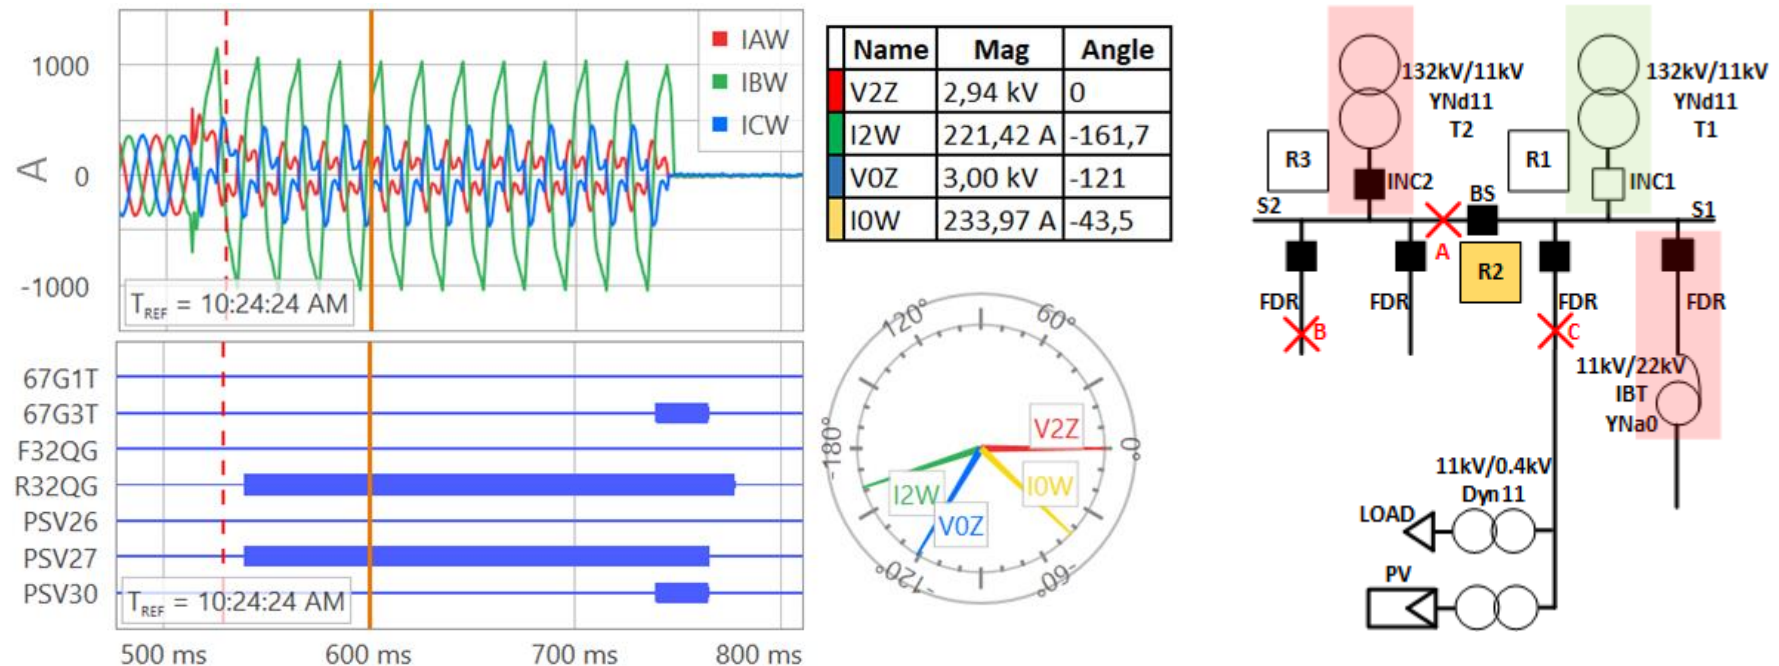 1000
0
-1000
A
IAW
IBW
ICW
TREF = 10:24:24 AM
67G1T
67G3T
F32QG
R32QG
PSV26
PSV27
PSV30
TREF = 10:24:24 AM
500 ms
600 ms
700 ms
800 ms
Name Mag Angle
V2Z 2,94 kV 0
I2W 221,42 A -161,7
V0Z 3,00 kV -121
I0W 233,97 A -43,5
120°
60°
-180°
0°
-120°
-60°
V2Z
I2W
I0W
V0Z
132kV/11kV
YNd11
T2
132kV/11kV
YNd11
T1
R3
R1
INC2
BS
INC1
S2
S1
A
R2
FDR
FDR
FDR
FDR
B
C
11kV/22kV
IBT
YNa0
11kV/0.4kV
Dyn11
LOAD
PV